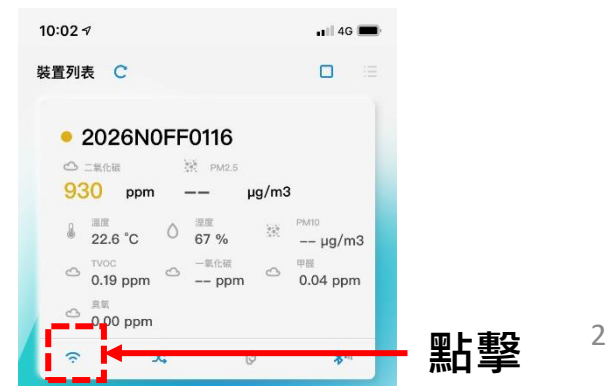 10:02
4G
裝置列表
2026N0FF0116
二氧化碳 PM2.5
930 ppm –– µg/m3
溫度 溼度 PM10
22.6 °C 67 % –– µg/m3
TVOC 一氧化碳 甲醛
0.19 ppm –– ppm 0.04 ppm
臭氧
0.00 ppm
點擊
2